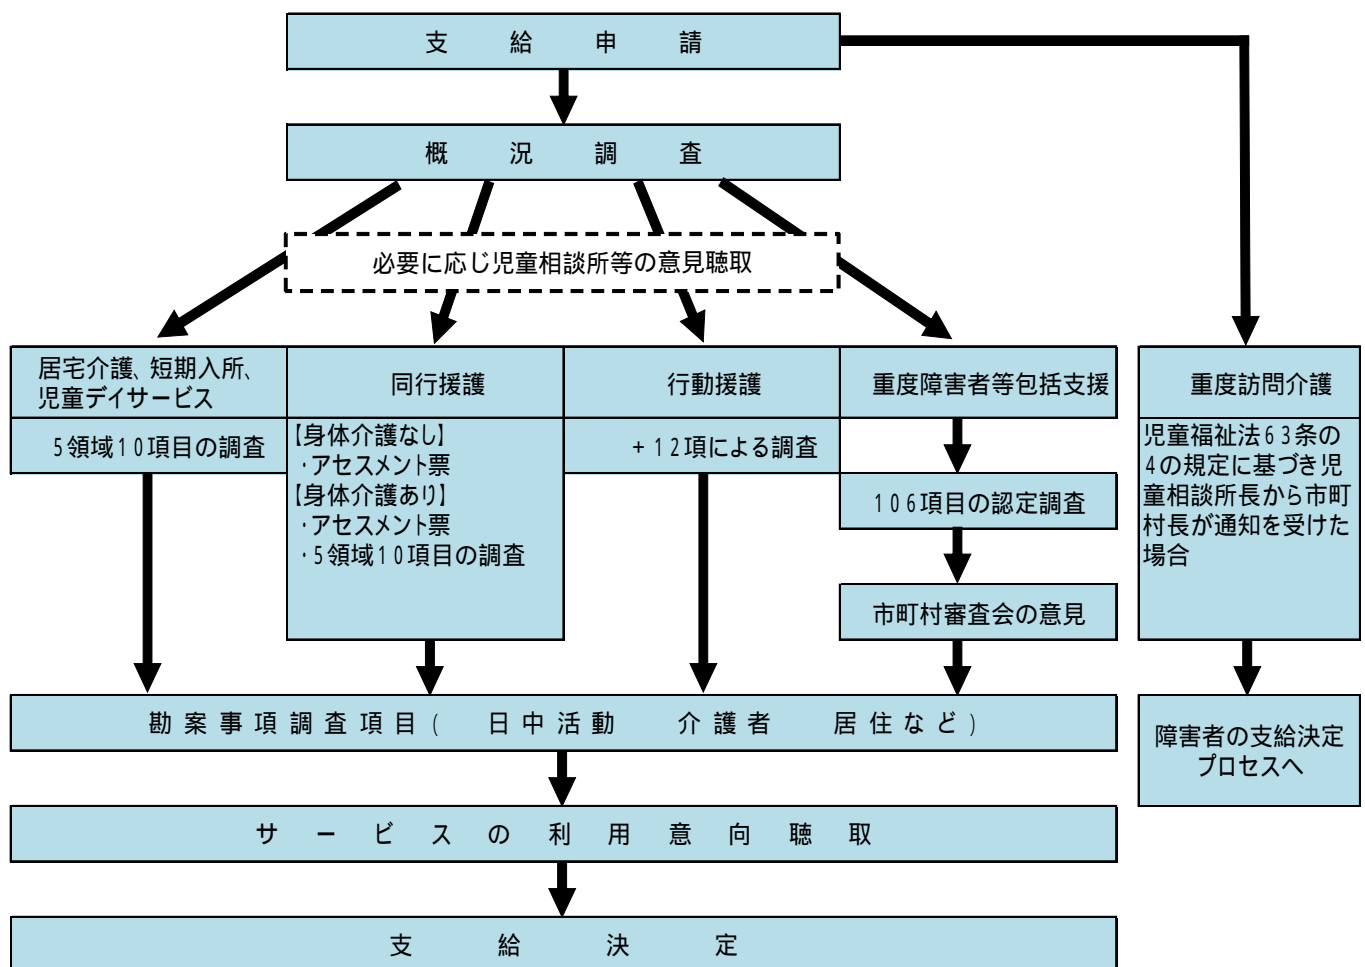 支給申請
概況調査
必要に応じ児童相談所等の意見聴取
居宅介護、短期入所、
児童デイサービス
5領域10項目の調査
同行援護
【身体介護なし】
・アセスメント票
【身体介護あり】
・アセスメント票
・5領域10項目の調査
行動援護
+12項による調査
重度障害者等包括支援
106項目の認定調査
市町村審査会の意見
重度訪問介護
児童福祉法63条の
4の規定に基づき児
童相談所長から市町
村長が通知を受けた
場合
勘案事項調査項目( 日中活動 介護者 居住など)
障害者の支給決定
プロセスへ
サービスの利用意向聴取
支給決定